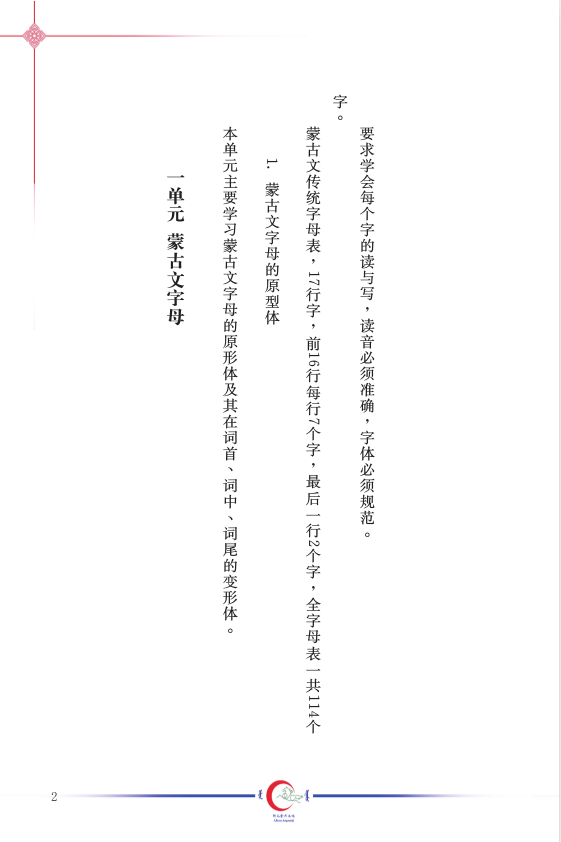 一单元 蒙古文字母
本单元主要学习蒙古文字母的原形体及其在词首、词中、词尾的变形体。
1. 蒙古文字母的原型体
蒙古文传统字母表，17行字，前16行每行7个字，最后一行2个字，全字母表一共114个
字。
要求学会每个字的读与写，读音必须准确，字体必须规范。
2